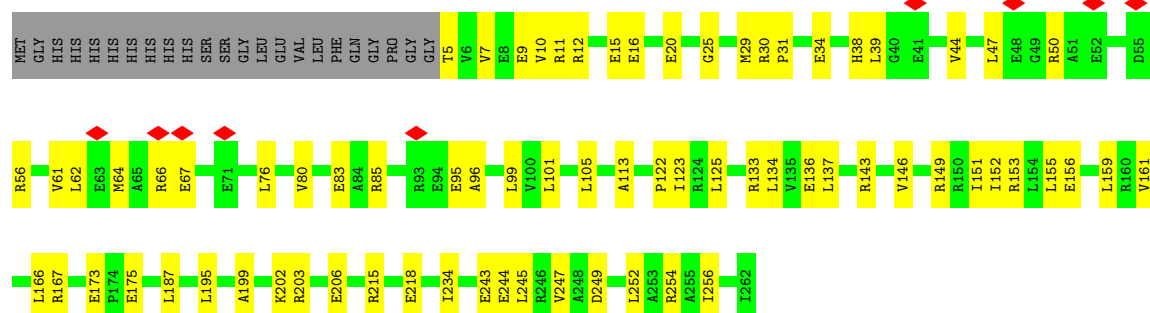 MET GLY HIS HIS HIS HIS HIS HIS HIS HIS HIS HIS SER SER GLY LEU GLU VAL LEU PHE GLN GLY PRO GLY GLY T5 V6 V7 E8 E9 V10 R11 R12 E15 E16 E20 G25 M29 R30 P31 E34 H38 L39 G40 E41 V44 L47 E48 G49 R50 A51 E52 D55
R56 V61 L62 E63 M64 A65 R66 E67 E71 L76 V80 E83 A84 R85 R93 E94 E95 A96 L99 V100 L101 L105 A113 P122 I123 R124 L125 R133 L134 V135 E136 L137 R143 V146 R149 R150 I151 I152 R153 L154 L155 E156 L159 R160 V161
L166 R167 E173 P174 E175 L187 L195 A199 K202 R203 E206 R215 E218 I234 E243 E244 L245 R246 V247 A248 D249 L252 A253 R254 A255 I256 I262